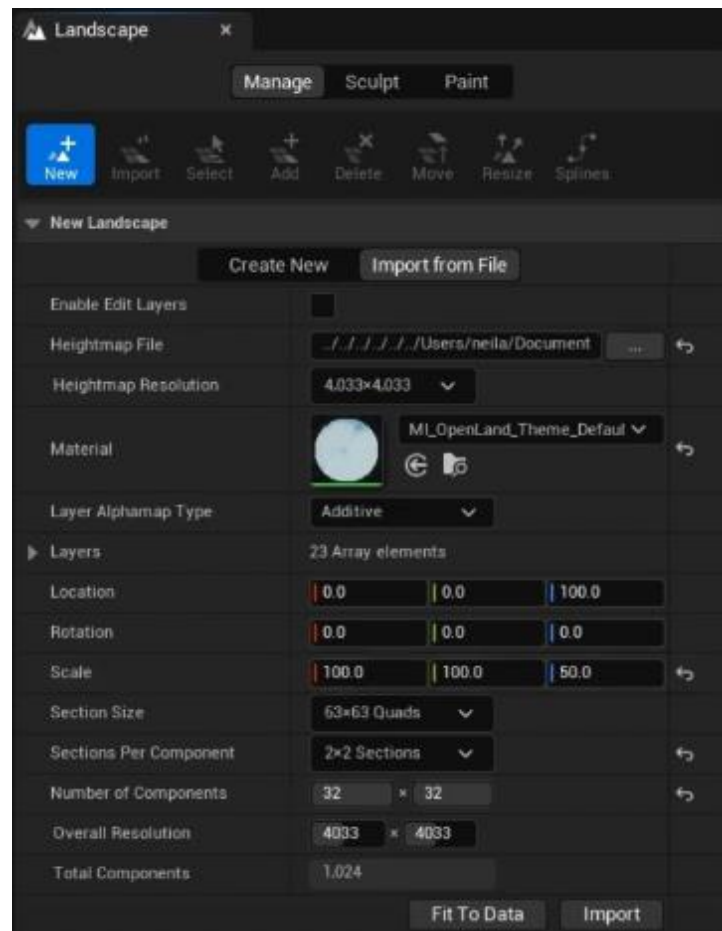 Landscape ×
Manage Sculpt Paint
New Import Select Add Delete Move Resize Splines
New Landscape
Create New Import from File
Enable Edit Layers
Heightmap File ../../../../../../Users/neila/Document ...
Heightmap Resolution 4,033×4,033
Material MI_OpenLand_Theme_Defaul
Layer Alphamap Type Additive
Layers 23 Array elements
Location 0.0 0.0 100.0
Rotation 0.0 0.0 0.0
Scale 100.0 100.0 50.0
Section Size 63×63 Quads
Sections Per Component 2×2 Sections
Number of Components 32 × 32
Overall Resolution 4033 × 4033
Total Components 1,024
Fit To Data Import